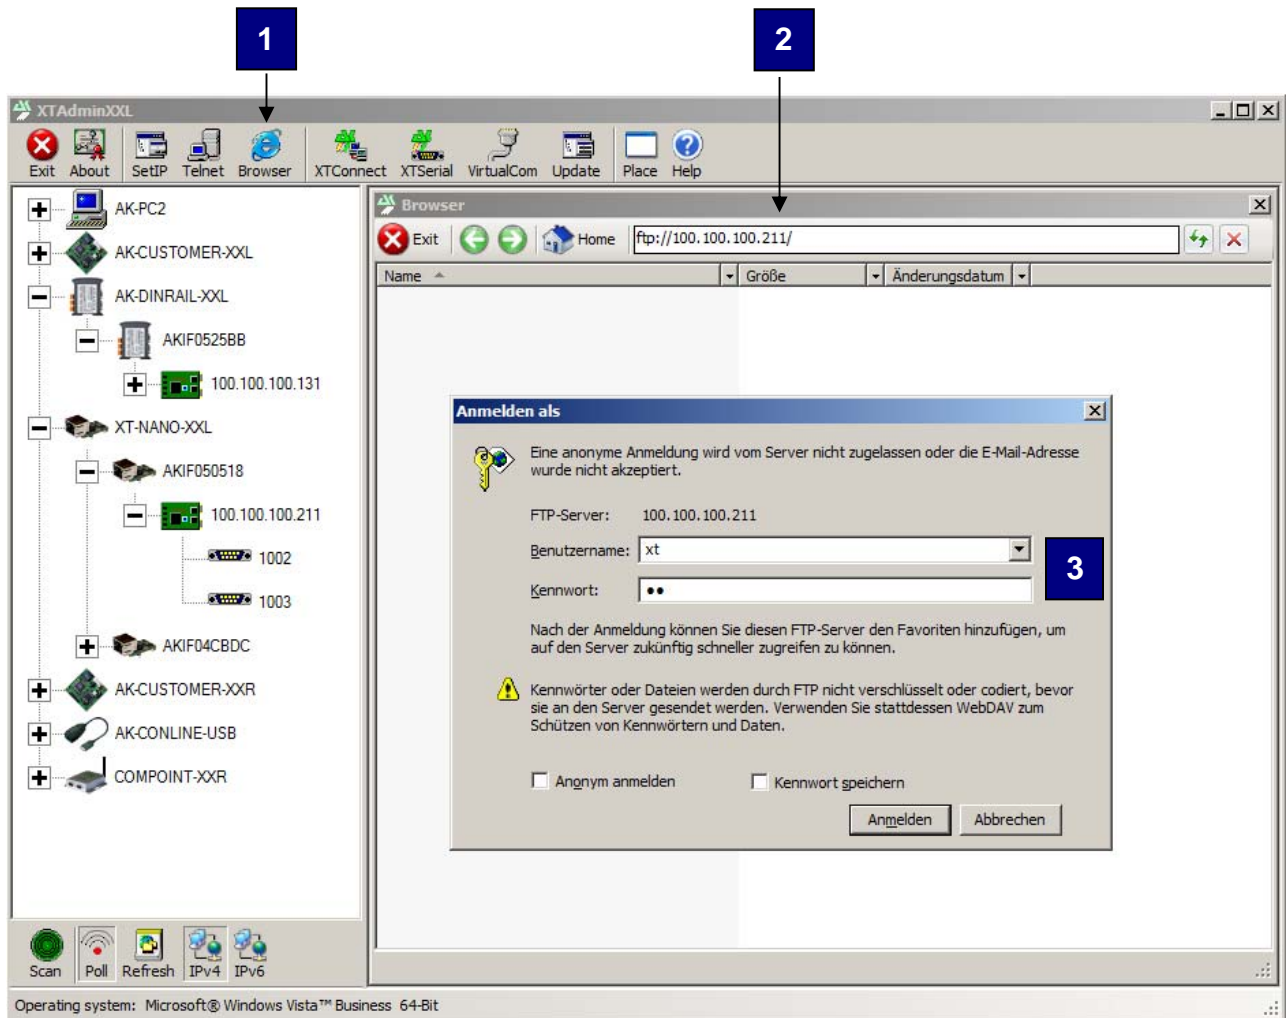 1
2
XTAdminXXL
Exit About SetIP Telnet Browser XTConnect XTSerial VirtualCom Update Place Help
AK-PC2
AK-CUSTOMER-XXL
AK-DINRAIL-XXL
AKIF0525BB
100.100.100.131
XT-NANO-XXL
AKIF050518
100.100.100.211
1002
1003
AKIF04CBDC
AK-CUSTOMER-XXR
AK-CONLINE-USB
COMPOINT-XXR
Browser
Exit Home ftp://100.100.100.211/
Name Größe Änderungsdatum
Anmelden als
Eine anonyme Anmeldung wird vom Server nicht zugelassen oder die E-Mail-Adresse
wurde nicht akzeptiert.
FTP-Server: 100.100.100.211
Benutzername: xt
3
Kennwort: ●●
Nach der Anmeldung können Sie diesen FTP-Server den Favoriten hinzufügen, um
auf den Server zukünftig schneller zugreifen zu können.
Kennwörter oder Dateien werden durch FTP nicht verschlüsselt oder codiert, bevor
sie an den Server gesendet werden. Verwenden Sie stattdessen WebDAV zum
Schützen von Kennwörtern und Daten.
Anonym anmelden Kennwort speichern
Anmelden Abbrechen
Scan Poll Refresh IPv4 IPv6
Operating system: Microsoft® Windows Vista™ Business 64-Bit